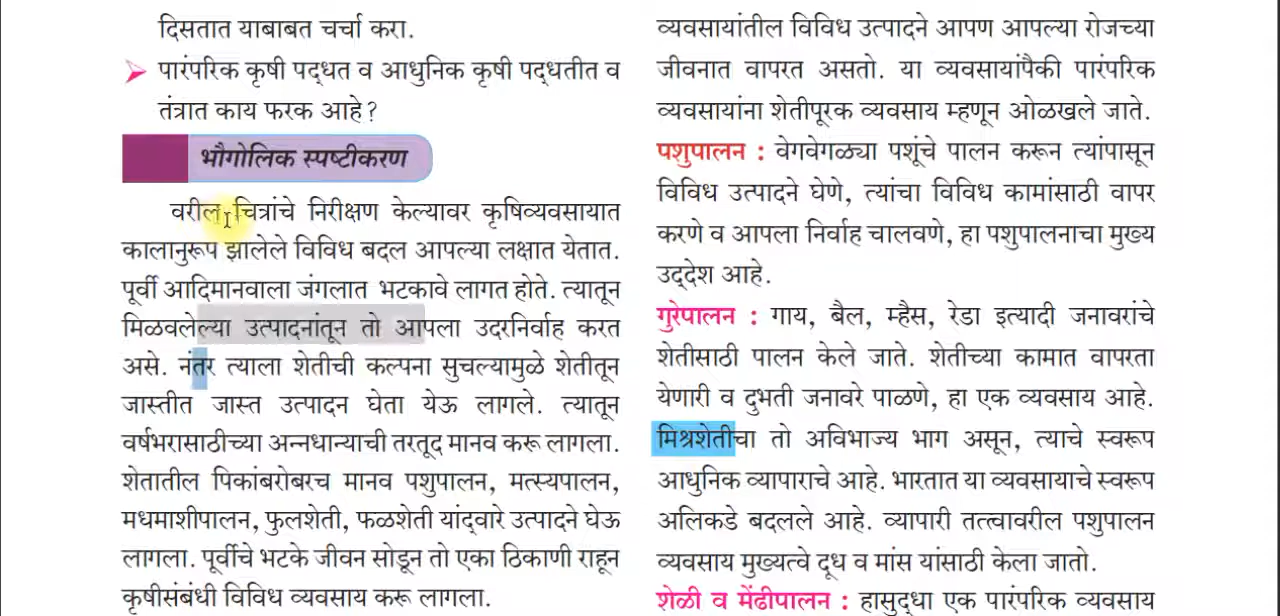 दिसतात याबाबत चर्चा करा.
पारंपरिक कृषी पद्धत व आधुनिक कृषी पद्धतीत व
तंत्रात काय फरक आहे?
भौगोलिक स्पष्टीकरण
वरील चित्रांचे निरीक्षण केल्यावर कृषिव्यवसायात
कालानुरूप झालेले विविध बदल आपल्या लक्षात येतात.
पूर्वी आदिमानवाला जंगलात भटकावे लागत होते. त्यातून
मिळवलेल्या उत्पादनांतून तो आपला उदरनिर्वाह करत
असे. नंतर त्याला शेतीची कल्पना सुचल्यामुळे शेतीतून
जास्तीत जास्त उत्पादन घेता येऊ लागले. त्यातून
वर्षभरासाठीच्या अन्नधान्याची तरतूद मानव करू लागला.
शेतातील पिकांबरोबरच मानव पशुपालन, मत्स्यपालन,
मधमाशीपालन, फुलशेती, फळशेती यांद्वारे उत्पादने घेऊ
लागला. पूर्वीचे भटके जीवन सोडून तो एका ठिकाणी राहून
कृषीसंबंधी विविध व्यवसाय करू लागला.
व्यवसायांतील विविध उत्पादने आपण आपल्या रोजच्या
जीवनात वापरत असतो. या व्यवसायांपैकी पारंपरिक
व्यवसायांना शेतीपूरक व्यवसाय म्हणून ओळखले जाते.
पशुपालन : वेगवेगळ्या पशूंचे पालन करून त्यांपासून
विविध उत्पादने घेणे, त्यांचा विविध कामांसाठी वापर
करणे व आपला निर्वाह चालवणे, हा पशुपालनाचा मुख्य
उद्देश आहे.
गुरेपालन : गाय, बैल, म्हैस, रेडा इत्यादी जनावरांचे
शेतीसाठी पालन केले जाते. शेतीच्या कामात वापरता
येणारी व दुभती जनावरे पाळणे, हा एक व्यवसाय आहे.
मिश्रशेतीचा तो अविभाज्य भाग असून, त्याचे स्वरूप
आधुनिक व्यापाराचे आहे. भारतात या व्यवसायाचे स्वरूप
अलिकडे बदलले आहे. व्यापारी तत्त्वावरील पशुपालन
व्यवसाय मुख्यत्वे दूध व मांस यांसाठी केला जातो.
शेळी व मेंढीपालन : हासुद्धा एक पारंपरिक व्यवसाय